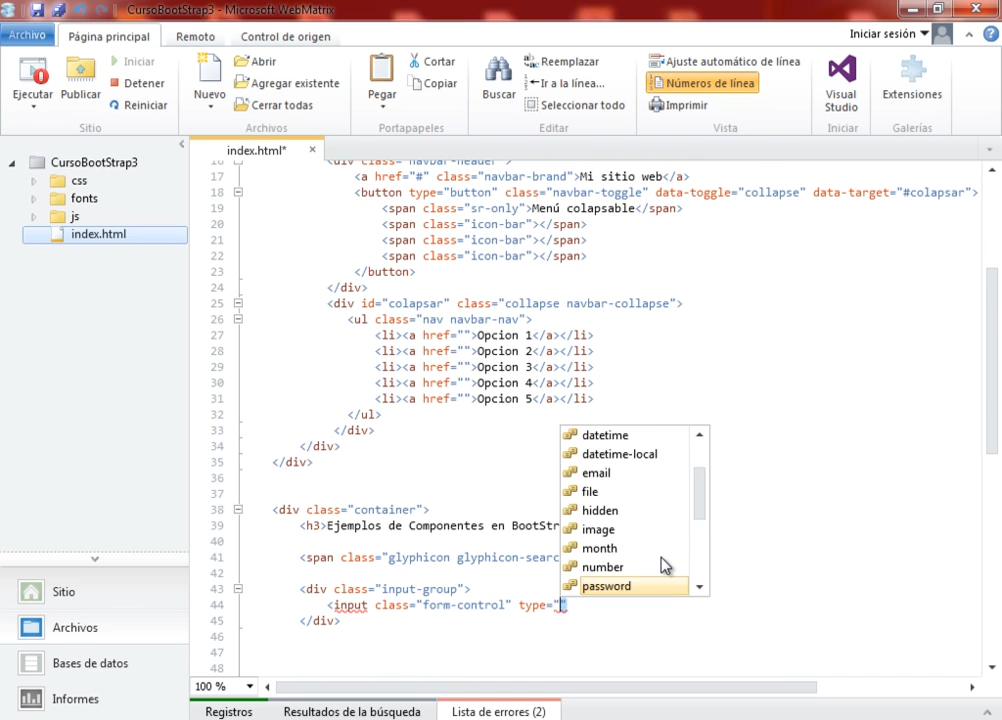 CursoBootStrap3 - Microsoft WebMatrix
Archivo
Página principal
Remoto
Control de origen
Iniciar sesión
Ejecutar
Publicar
Iniciar
Detener
Reiniciar
Sitio
Nuevo
Abrir
Agregar existente
Cerrar todas
Archivos
Pegar
Cortar
Copiar
Portapapeles
Buscar
Reemplazar
Ir a la línea...
Seleccionar todo
Editar
Ajuste automático de línea
Números de línea
Imprimir
Vista
Visual
Studio
Iniciar
Extensiones
Galerías
CursoBootStrap3
css
fonts
js
index.html
Sitio
Archivos
Bases de datos
Informes
index.html*
16 <div class="navbar-header">
17 <a href="#" class="navbar-brand">Mi sitio web</a>
18 <button type="button" class="navbar-toggle" data-toggle="collapse" data-target="#colapsar">
19 <span class="sr-only">Menú colapsable</span>
20 <span class="icon-bar"></span>
21 <span class="icon-bar"></span>
22 <span class="icon-bar"></span>
23 </button>
24 </div>
25 <div id="colapsar" class="collapse navbar-collapse">
26 <ul class="nav navbar-nav">
27 <li><a href="">Opcion 1</a></li>
28 <li><a href="">Opcion 2</a></li>
29 <li><a href="">Opcion 3</a></li>
30 <li><a href="">Opcion 4</a></li>
31 <li><a href="">Opcion 5</a></li>
32 </ul>
33 </div>
34 </div>
35 </div>
36
37
38 <div class="container">
39 <h3>Ejemplos de Componentes en BootStr
40
41 <span class="glyphicon glyphicon-searc
42
43 <div class="input-group">
44 <input class="form-control" type=""
45 </div>
46
47
48
datetime
datetime-local
email
file
hidden
image
month
number
password
100 %
Registros
Resultados de la búsqueda
Lista de errores (2)